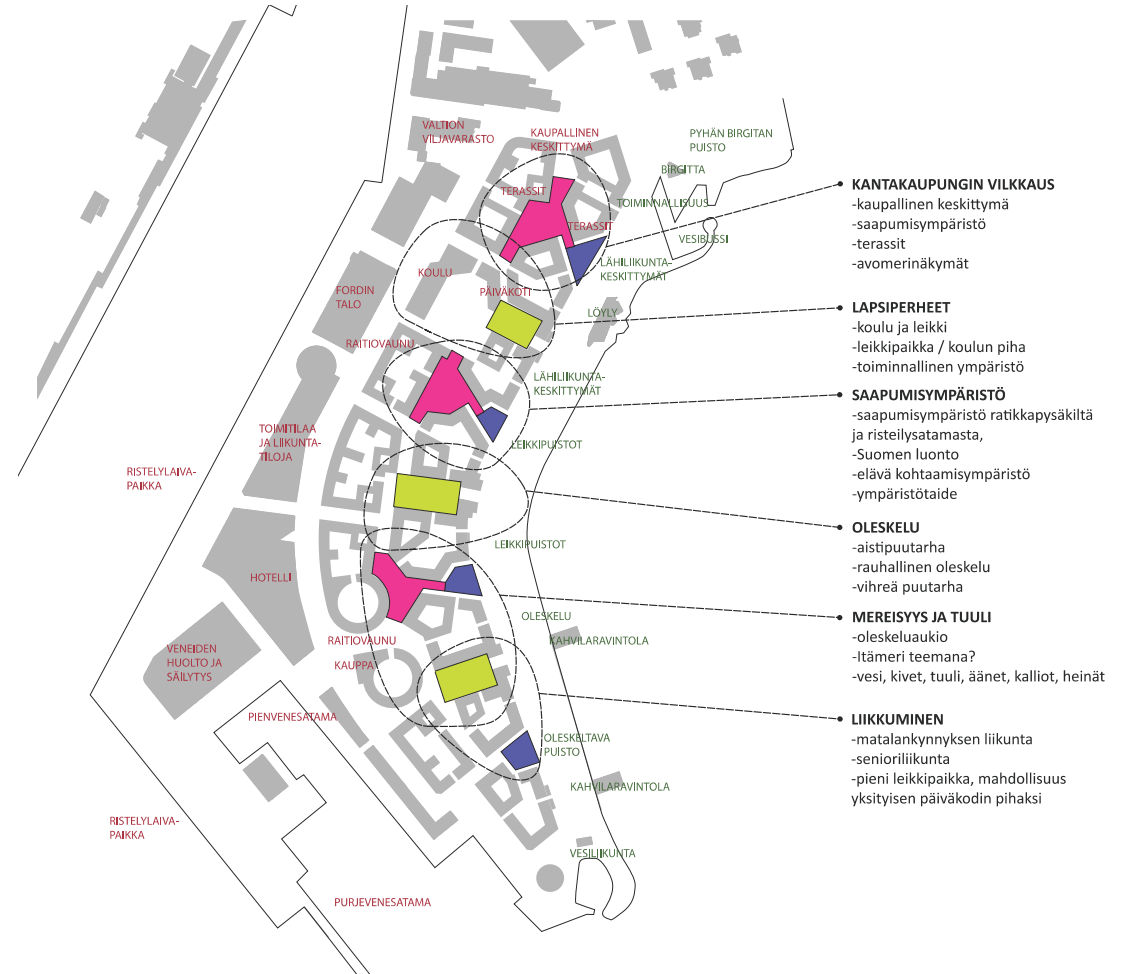 VALTION
VILJAVARASTO
KAUPALLINEN
KESKITTYMÄ
PYHÄN BIRGITAN
PUISTO
BIRGITTA
TERASSIT
TOIMINNALLISUUS
TERASSIT
VESIBUSSI
KOULU
LÄHILIIKUNTA-
KESKITTYMÄT
FORDIN
TALO
PÄIVÄKOTI
LÖYLY
RAITIOVAUNU
LÄHILIIKUNTA-
KESKITTYMÄT
TOIMITILAA
JA LIIKUNTA-
TILOJA
LEIKKIPUISTOT
RISTELYLAIVA-
PAIKKA
LEIKKIPUISTOT
HOTELLI
OLESKELU
RAITIOVAUNU
KAHVILARAVINTOLA
VENEIDEN
HUOLTO JA
SÄILYTYS
KAUPPA
PIENVENESATAMA
OLESKELTAVA
PUISTO
KAHVILARAVINTOLA
RISTELYLAIVA-
PAIKKA
VESILIIKUNTA
PURJEVENESATAMA
KANTAKAUPUNGIN VILKKAUS
-kaupallinen keskittymä
-saapumisympäristö
-terassit
-avomerinäkymät
LAPSIPERHEET
-koulu ja leikki
-leikkipaikka / koulun piha
-toiminnallinen ympäristö
SAAPUMISYMPÄRISTÖ
-saapumisympäristö ratikkapysäkiltä
ja risteilysatamasta,
-Suomen luonto
-elävä kohtaamisympäristö
-ympäristötaide
OLESKELU
-aistipuutarha
-rauhallinen oleskelu
-vihreä puutarha
MEREISYYS JA TUULI
-oleskeluaukio
-Itämeri teemana?
-vesi, kivet, tuuli, äänet, kalliot, heinät
LIIKKUMINEN
-matalankynnyksen liikunta
-senioriliikunta
-pieni leikkipaikka, mahdollisuus
yksityisen päiväkodin pihaksi